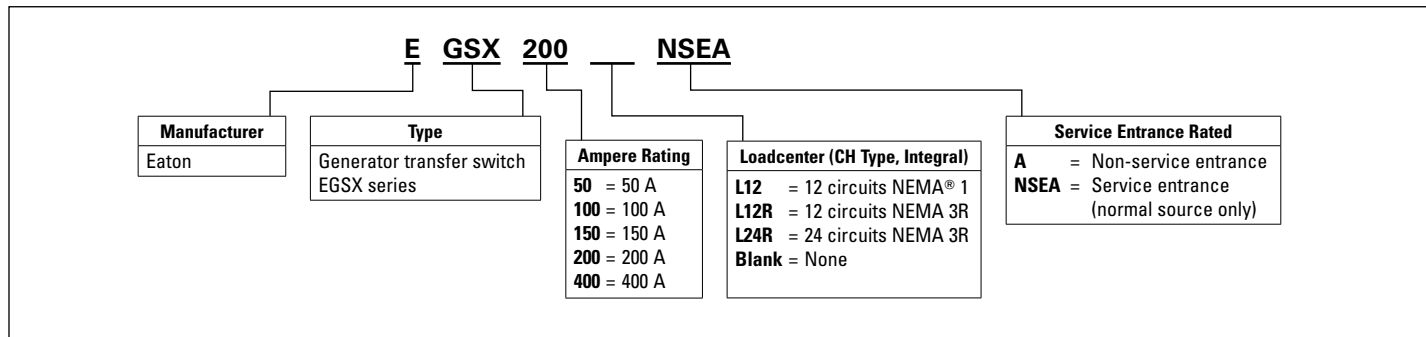 E GSX 200 __ NSEA
Manufacturer
Eaton
Type
Generator transfer switch
EGSX series
Ampere Rating
50 = 50 A
100 = 100 A
150 = 150 A
200 = 200 A
400 = 400 A
Loadcenter (CH Type, Integral)
L12 = 12 circuits NEMA® 1
L12R = 12 circuits NEMA 3R
L24R = 24 circuits NEMA 3R
Blank = None
Service Entrance Rated
A = Non-service entrance
NSEA = Service entrance
(normal source only)